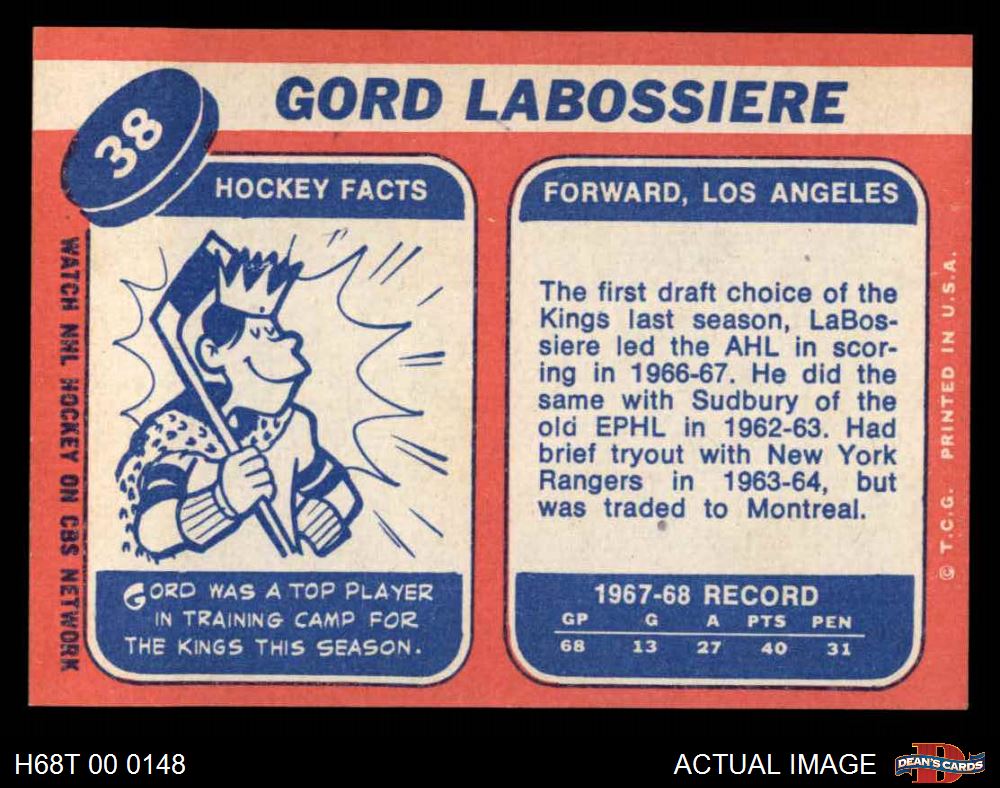 38
GORD LABOSSIERE
HOCKEY FACTS
GORD WAS A TOP PLAYER
IN TRAINING CAMP FOR
THE KINGS THIS SEASON.
WATCH NHL HOCKEY ON CBS NETWORK
FORWARD, LOS ANGELES
The first draft choice of the
Kings last season, LaBos-
siere led the AHL in scor-
ing in 1966-67. He did the
same with Sudbury of the
old EPHL in 1962-63. Had
brief tryout with New York
Rangers in 1963-64, but
was traded to Montreal.
1967-68 RECORD
GP G A PTS PEN
68 13 27 40 31
© T.C.G. PRINTED IN U.S.A.
H68T 00 0148
ACTUAL IMAGE
D
DEAN'S CARDS